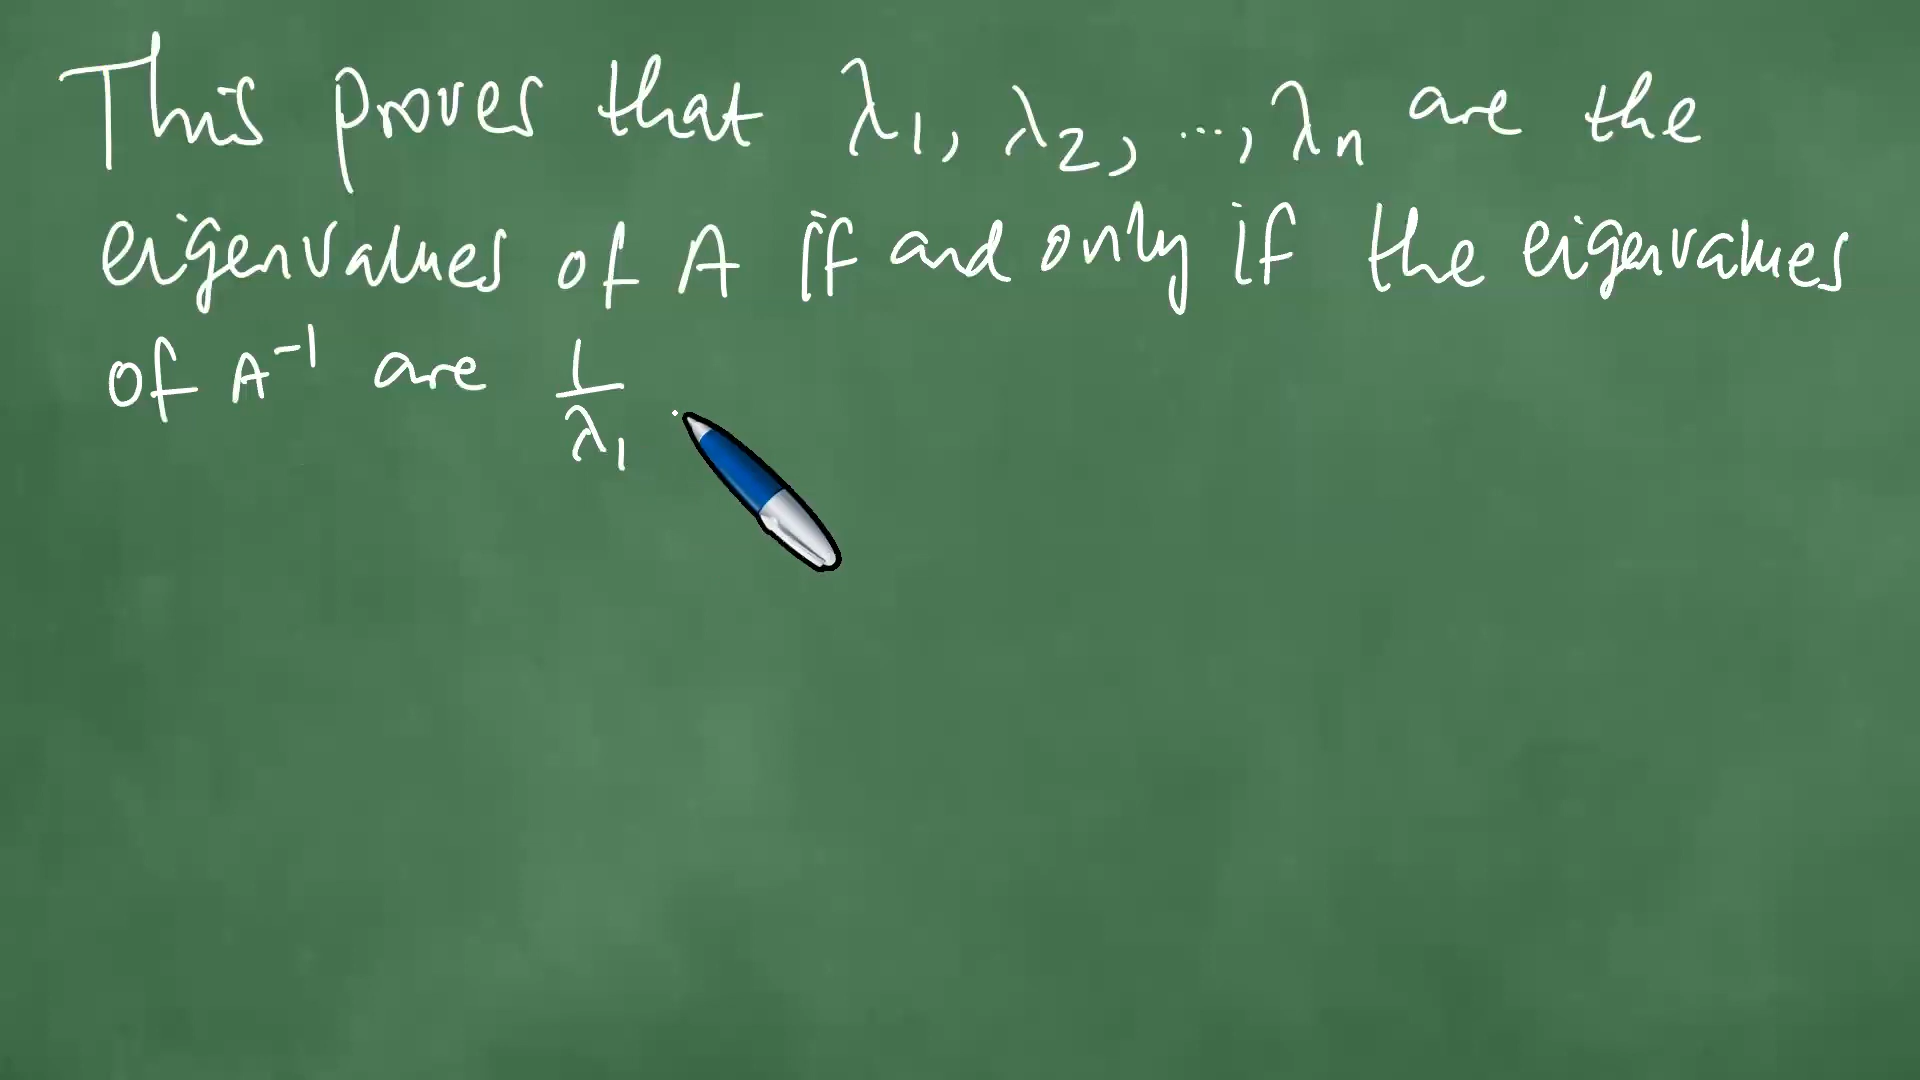 This proves that λ1, λ2, ..., λn are the
eigenvalues of A if and only if the eigenvalues
of A⁻¹ are 1/λ1